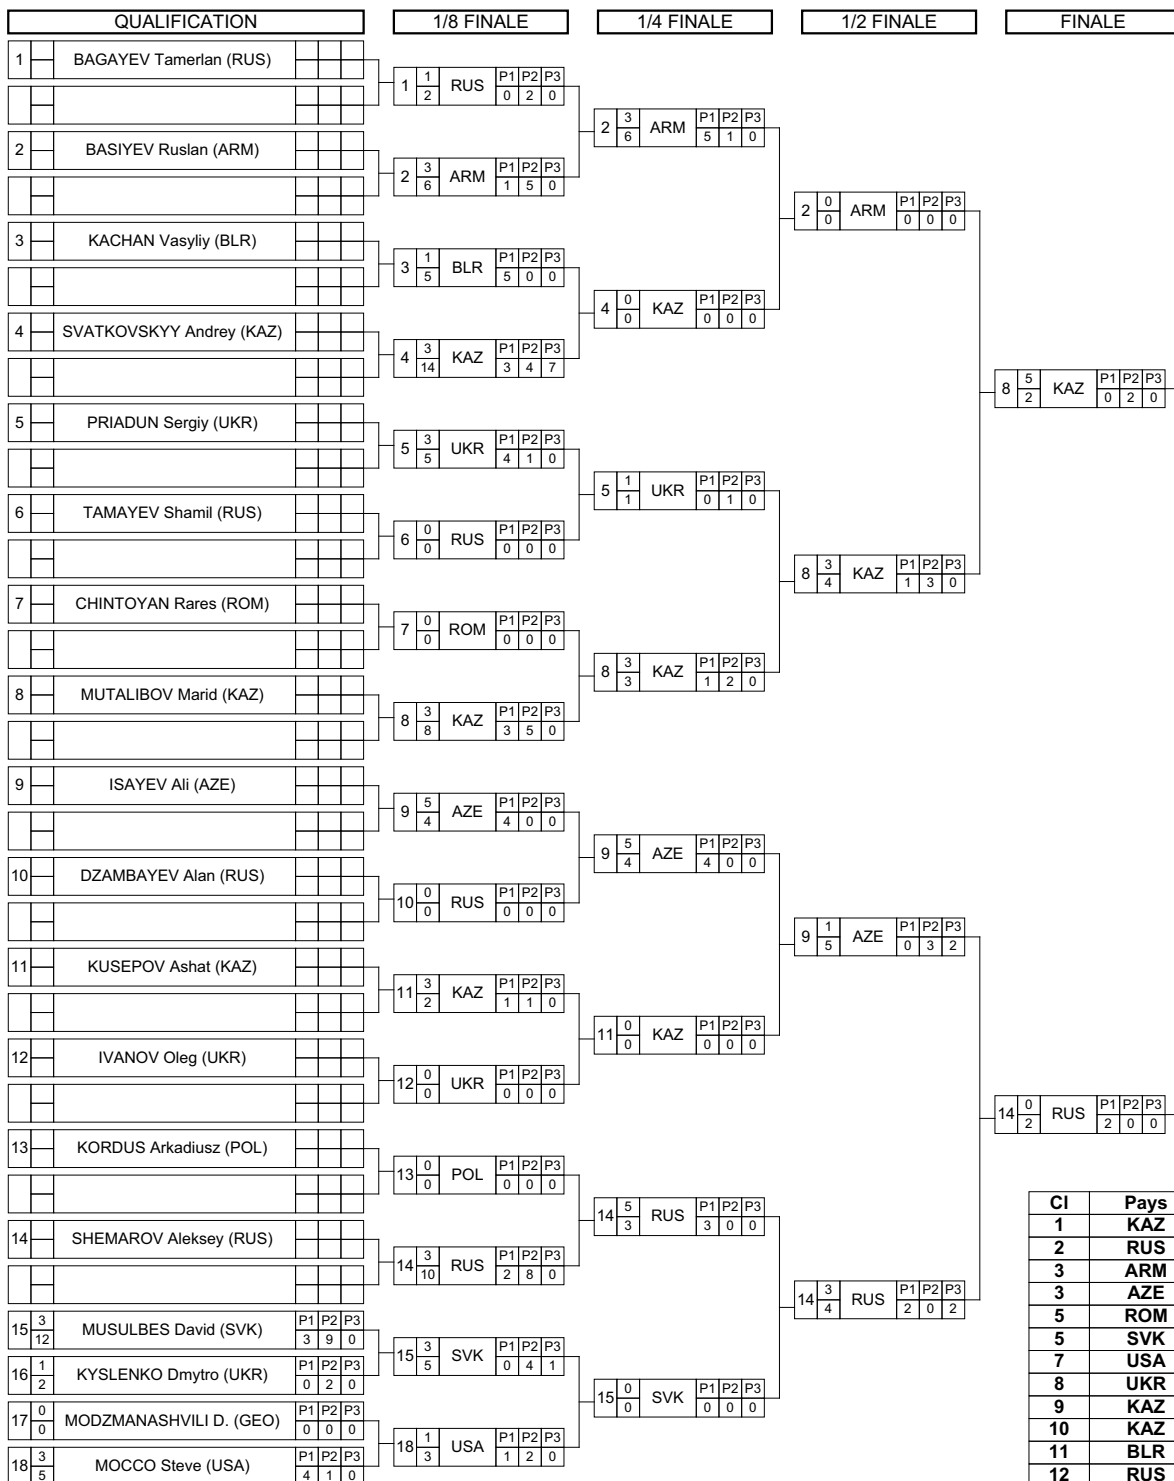 QUALIFICATION 1/8 FINALE 1/4 FINALE 1/2 FINALE FINALE
1 BAGAYEV Tamerlan (RUS)
1 1 2 RUS P1 P2 P3 0 2 0
2 3 6 ARM P1 P2 P3 5 1 0
2 BASIYEV Ruslan (ARM)
2 3 6 ARM P1 P2 P3 1 5 0
2 0 0 ARM P1 P2 P3 0 0 0
3 KACHAN Vasyliy (BLR)
3 1 5 BLR P1 P2 P3 5 0 0
4 0 0 KAZ P1 P2 P3 0 0 0
4 SVATKOVSKYY Andrey (KAZ)
4 3 14 KAZ P1 P2 P3 3 4 7
8 5 2 KAZ P1 P2 P3 0 2 0
5 PRIADUN Sergiy (UKR)
5 3 5 UKR P1 P2 P3 4 1 0
5 1 1 UKR P1 P2 P3 0 1 0
6 TAMAYEV Shamil (RUS)
6 0 0 RUS P1 P2 P3 0 0 0
8 3 4 KAZ P1 P2 P3 1 3 0
7 CHINTOYAN Rares (ROM)
7 0 0 ROM P1 P2 P3 0 0 0
8 3 3 KAZ P1 P2 P3 1 2 0
8 MUTALIBOV Marid (KAZ)
8 3 8 KAZ P1 P2 P3 3 5 0
9 ISAYEV Ali (AZE)
9 5 4 AZE P1 P2 P3 4 0 0
9 5 4 AZE P1 P2 P3 4 0 0
10 DZAMBAYEV Alan (RUS)
10 0 0 RUS P1 P2 P3 0 0 0
9 1 5 AZE P1 P2 P3 0 3 2
11 KUSEPOV Ashat (KAZ)
11 3 2 KAZ P1 P2 P3 1 1 0
11 0 0 KAZ P1 P2 P3 0 0 0
12 IVANOV Oleg (UKR)
12 0 0 UKR P1 P2 P3 0 0 0
14 0 2 RUS P1 P2 P3 2 0 0
13 KORDUS Arkadiusz (POL)
13 0 0 POL P1 P2 P3 0 0 0
14 5 3 RUS P1 P2 P3 3 0 0
14 SHEMAROV Aleksey (RUS)
14 3 10 RUS P1 P2 P3 2 8 0
14 3 4 RUS P1 P2 P3 2 0 2
15 3 12 MUSULBES David (SVK) P1 P2 P3 3 9 0
15 3 5 SVK P1 P2 P3 0 4 1
16 1 2 KYSLENKO Dmytro (UKR) P1 P2 P3 0 2 0
15 0 0 SVK P1 P2 P3 0 0 0
17 0 0 MODZMANASHVILI D. (GEO) P1 P2 P3 0 0 0
18 1 3 USA P1 P2 P3 1 2 0
18 3 5 MOCCO Steve (USA) P1 P2 P3 4 1 0
Cl Pays
1 KAZ
2 RUS
3 ARM
3 AZE
5 ROM
5 SVK
7 USA
8 UKR
9 KAZ
10 KAZ
11 BLR
12 RUS